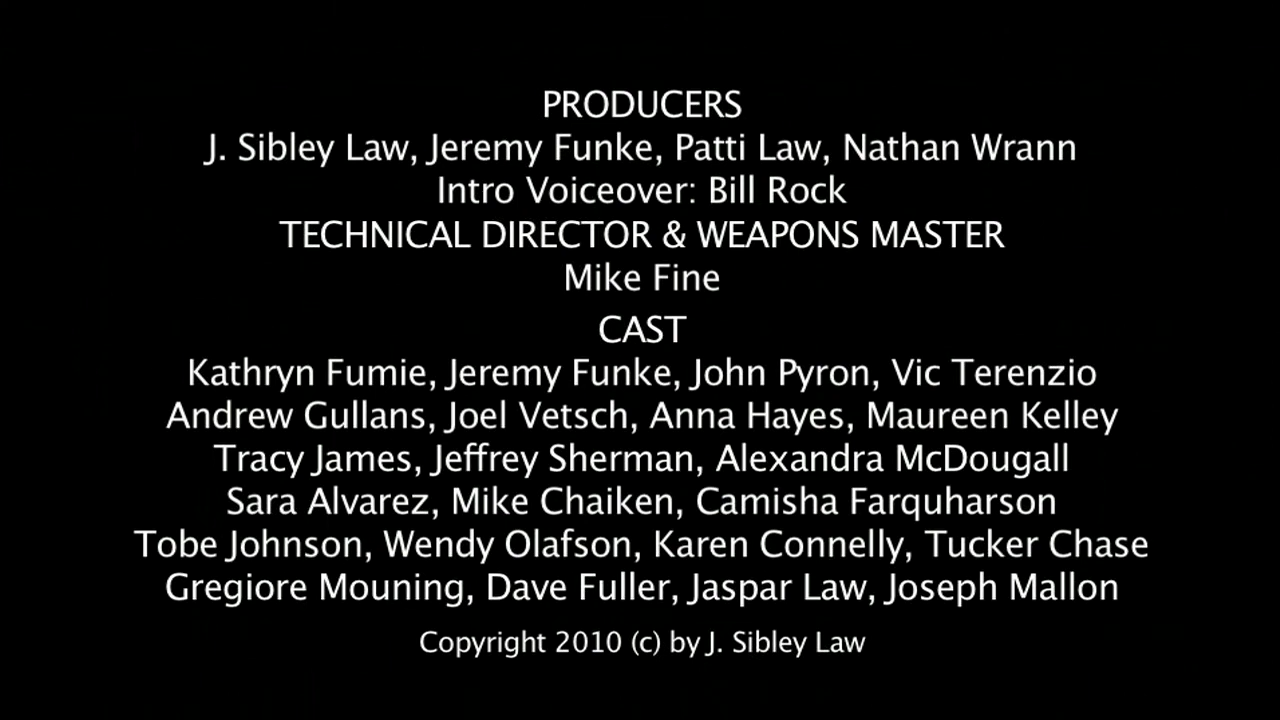 PRODUCERS
J. Sibley Law, Jeremy Funke, Patti Law, Nathan Wrann
Intro Voiceover: Bill Rock
TECHNICAL DIRECTOR & WEAPONS MASTER
Mike Fine
CAST
Kathryn Fumie, Jeremy Funke, John Pyron, Vic Terenzio
Andrew Gullans, Joel Vetsch, Anna Hayes, Maureen Kelley
Tracy James, Jeffrey Sherman, Alexandra McDougall
Sara Alvarez, Mike Chaiken, Camisha Farquharson
Tobe Johnson, Wendy Olafson, Karen Connelly, Tucker Chase
Gregiore Mouning, Dave Fuller, Jaspar Law, Joseph Mallon
Copyright 2010 (c) by J. Sibley Law